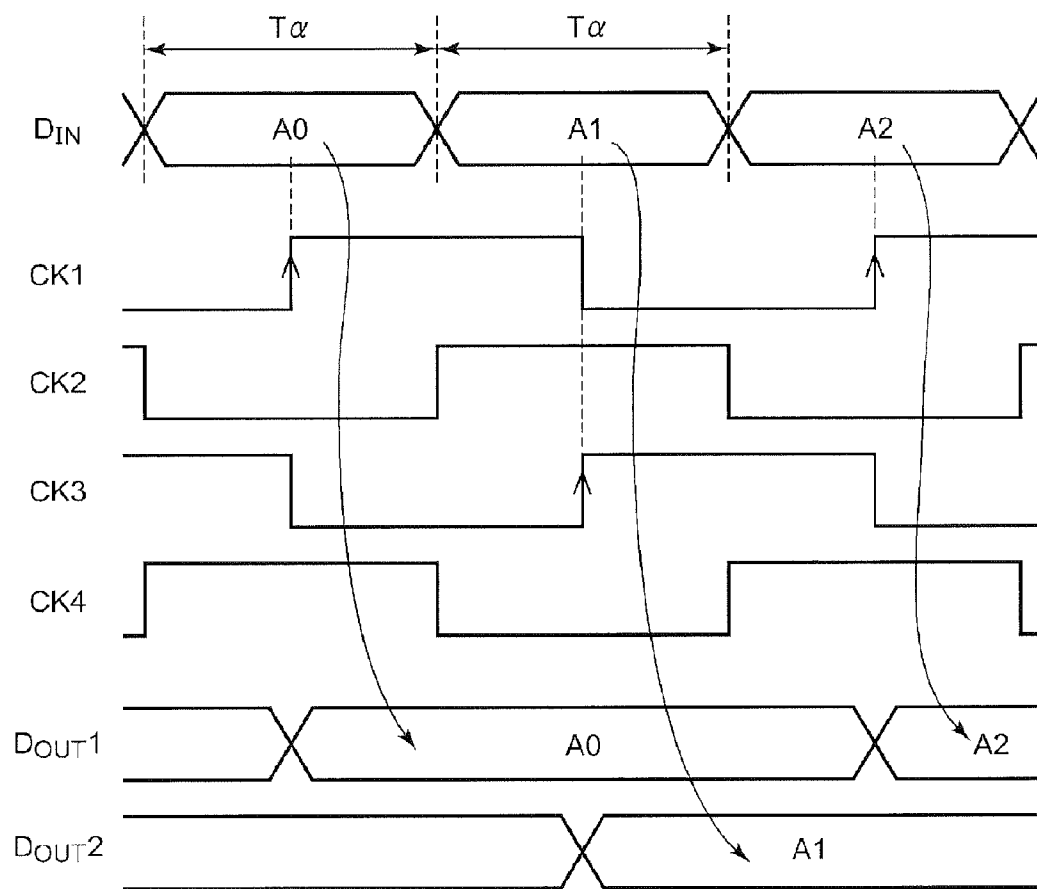 Tα Tα
DIN A0 A1 A2
CK1
CK2
CK3
CK4
DOUT1 A0 A2
DOUT2 A1